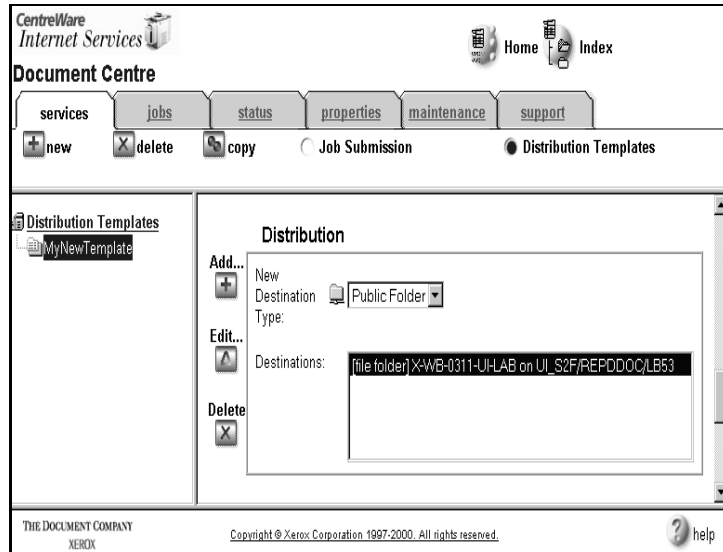 CentreWare
Internet Services
Document Centre
Home
Index
services
jobs
status
properties
maintenance
support
new
delete
copy
Job Submission
Distribution Templates
Distribution Templates
MyNewTemplate
Distribution
Add...
New
Destination
Type:
Public Folder
Edit...
Destinations:
[file folder] X-WB-0311-UI-LAB on UI_S2F/REPDDOC/LB53
Delete
THE DOCUMENT COMPANY
XEROX
Copyright © Xerox Corporation 1997-2000. All rights reserved.
help